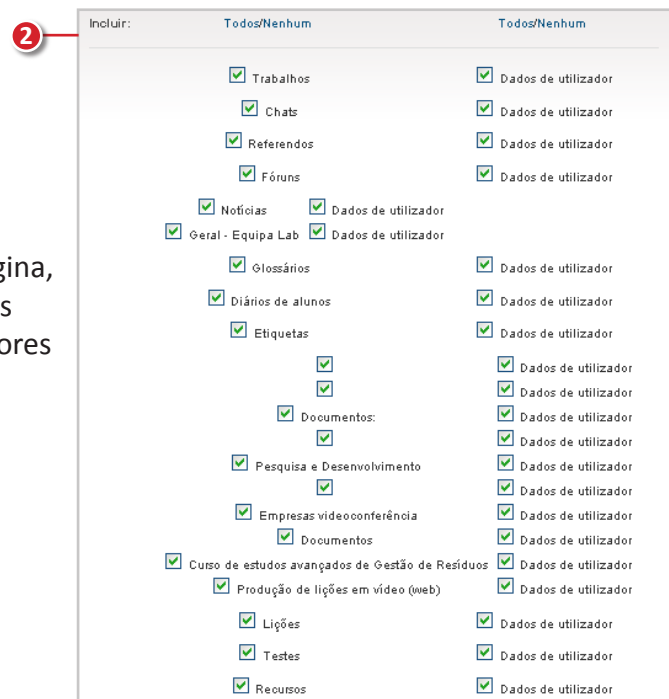 2
Incluir: Todos/Nenhum Todos/Nenhum
Trabalhos Dados de utilizador
Chats Dados de utilizador
Referendos Dados de utilizador
Fóruns Dados de utilizador
Notícias Dados de utilizador
Geral - Equipa Lab Dados de utilizador
gina,
Glossários Dados de utilizador
s
Diários de alunos Dados de utilizador
ores
Etiquetas Dados de utilizador
Dados de utilizador
Dados de utilizador
Documentos: Dados de utilizador
Dados de utilizador
Pesquisa e Desenvolvimento Dados de utilizador
Dados de utilizador
Empresas videoconferência Dados de utilizador
Documentos Dados de utilizador
Curso de estudos avançados de Gestão de Resíduos Dados de utilizador
Produção de lições em vídeo (web) Dados de utilizador
Lições Dados de utilizador
Testes Dados de utilizador
Recursos Dados de utilizador